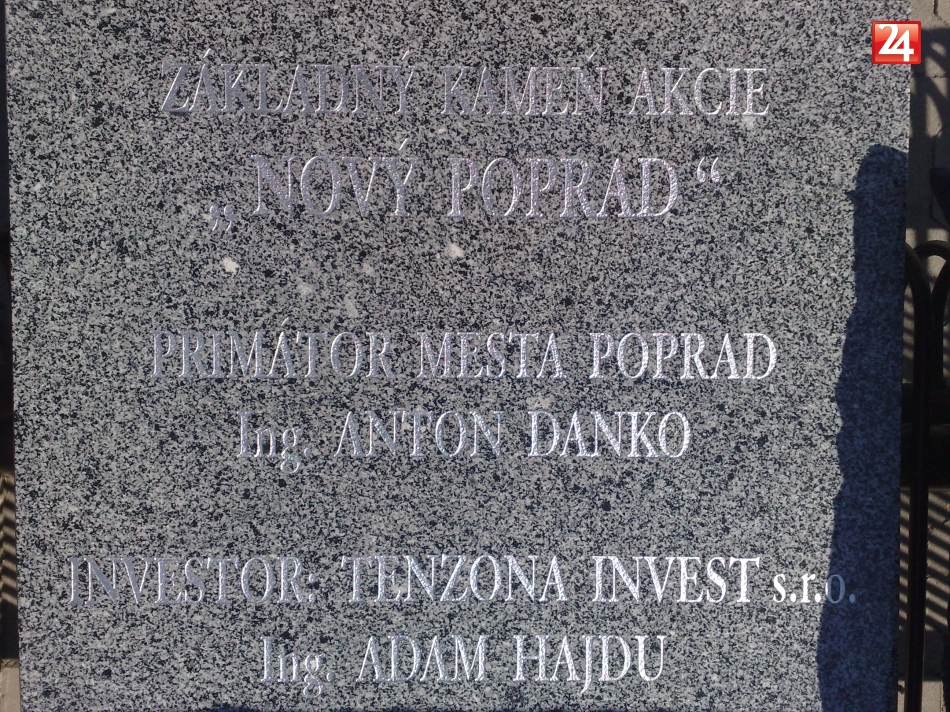 24
ZÁKLADNÝ KAMEŇ AKCIE
„NOVÝ POPRAD“
PRIMÁTOR MESTA POPRAD
Ing. ANTON DANKO
INVESTOR: TENZONA INVEST s.r.o.
Ing. ADAM HAJDU